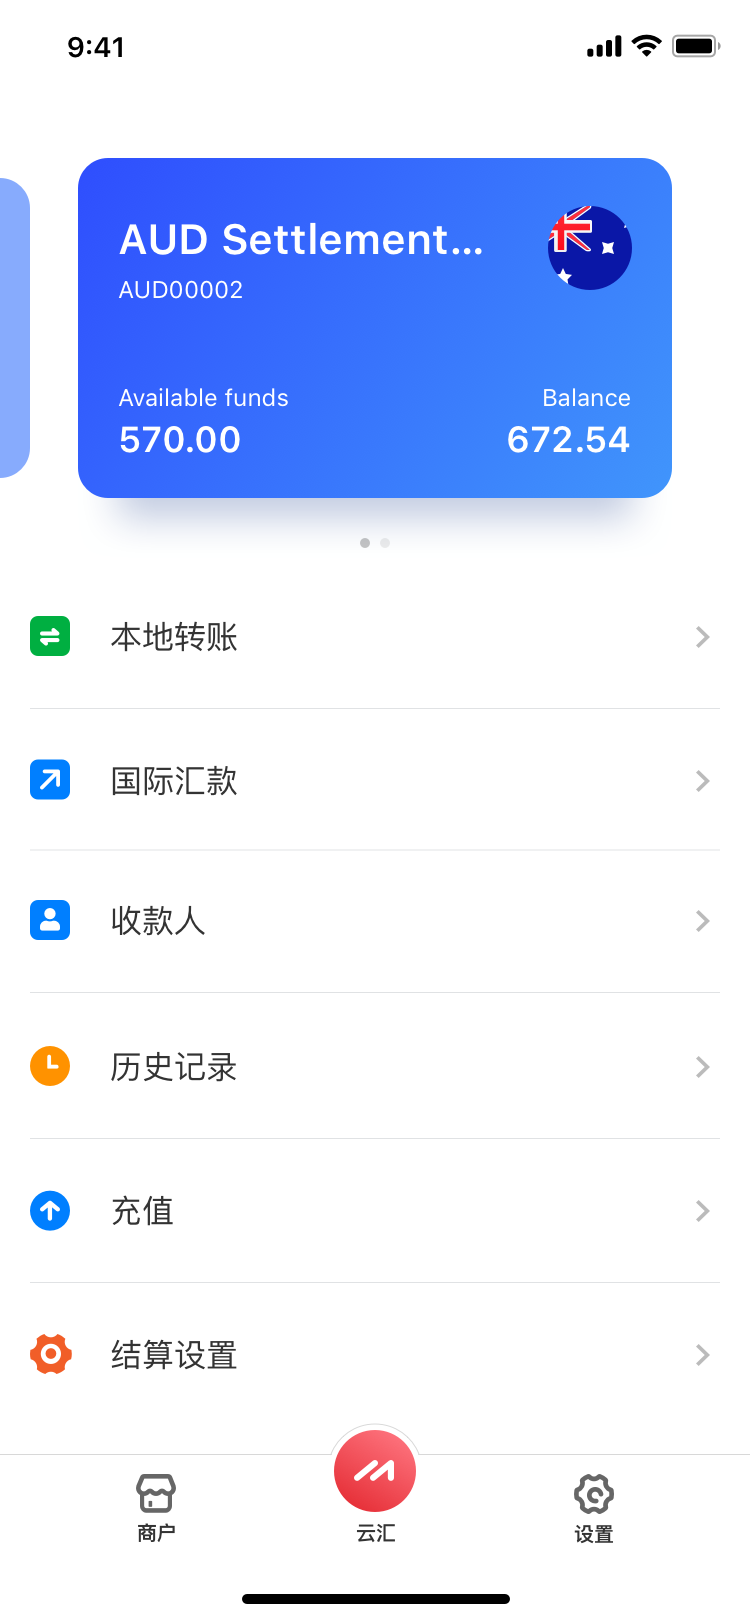 9:41
AUD Settlement...
AUD00002
Available funds
Balance
570.00
672.54
本地转账
国际汇款
收款人
历史记录
充值
结算设置
商户
云汇
设置